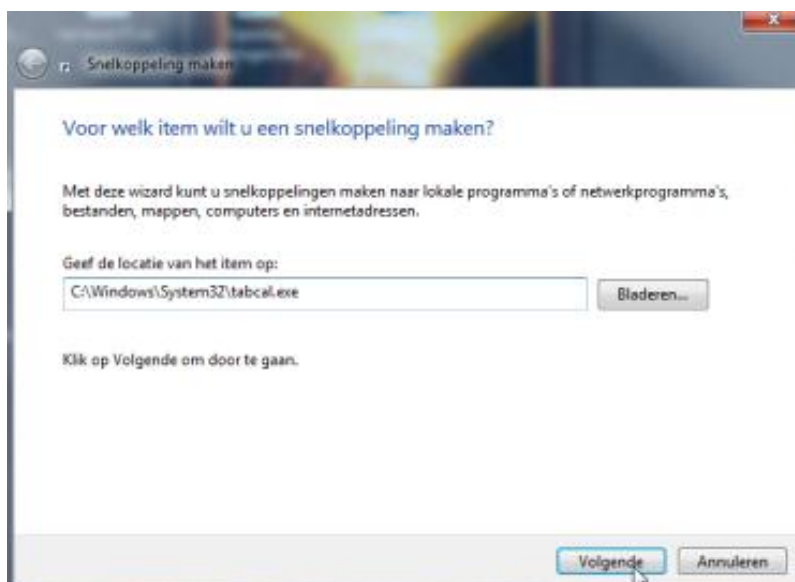 Snelkoppeling maken
Voor welk item wilt u een snelkoppeling maken?
Met deze wizard kunt u snelkoppelingen maken naar lokale programma's of netwerkprogramma's,
bestanden, mappen, computers en internetadressen.
Geef de locatie van het item op:
C:\Windows\System32\tabcal.exe
Bladeren...
Klik op Volgende om door te gaan.
Volgende
Annuleren